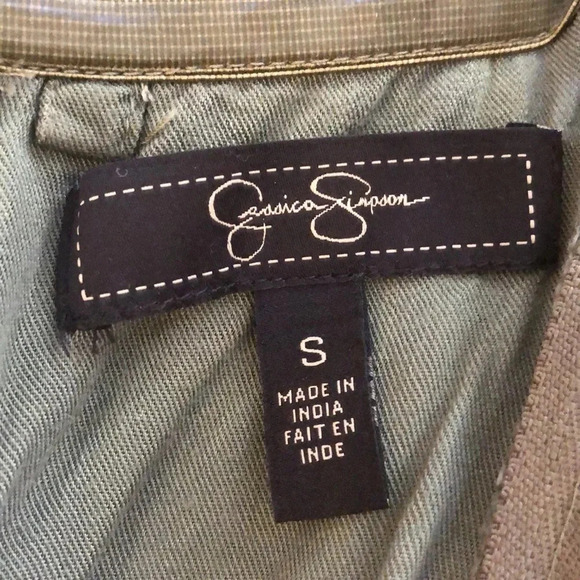 Jessica Simpson
S
MADE IN
INDIA
FAIT EN
INDE